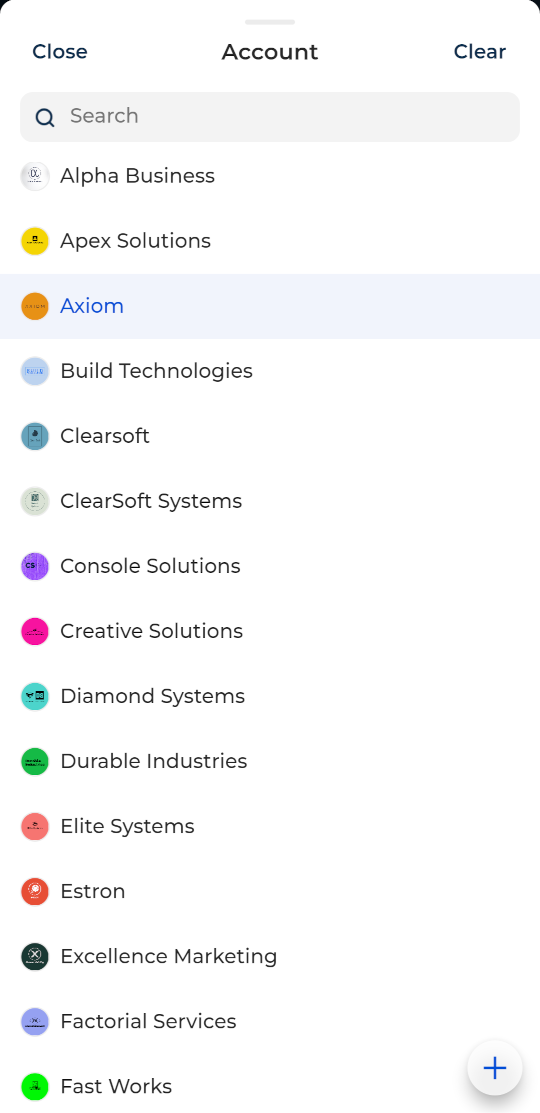 Close Account Clear
Search
Alpha Business
Apex Solutions
Axiom
Build Technologies
Clearsoft
ClearSoft Systems
Console Solutions
Creative Solutions
Diamond Systems
Durable Industries
Elite Systems
Estron
Excellence Marketing
Factorial Services
Fast Works